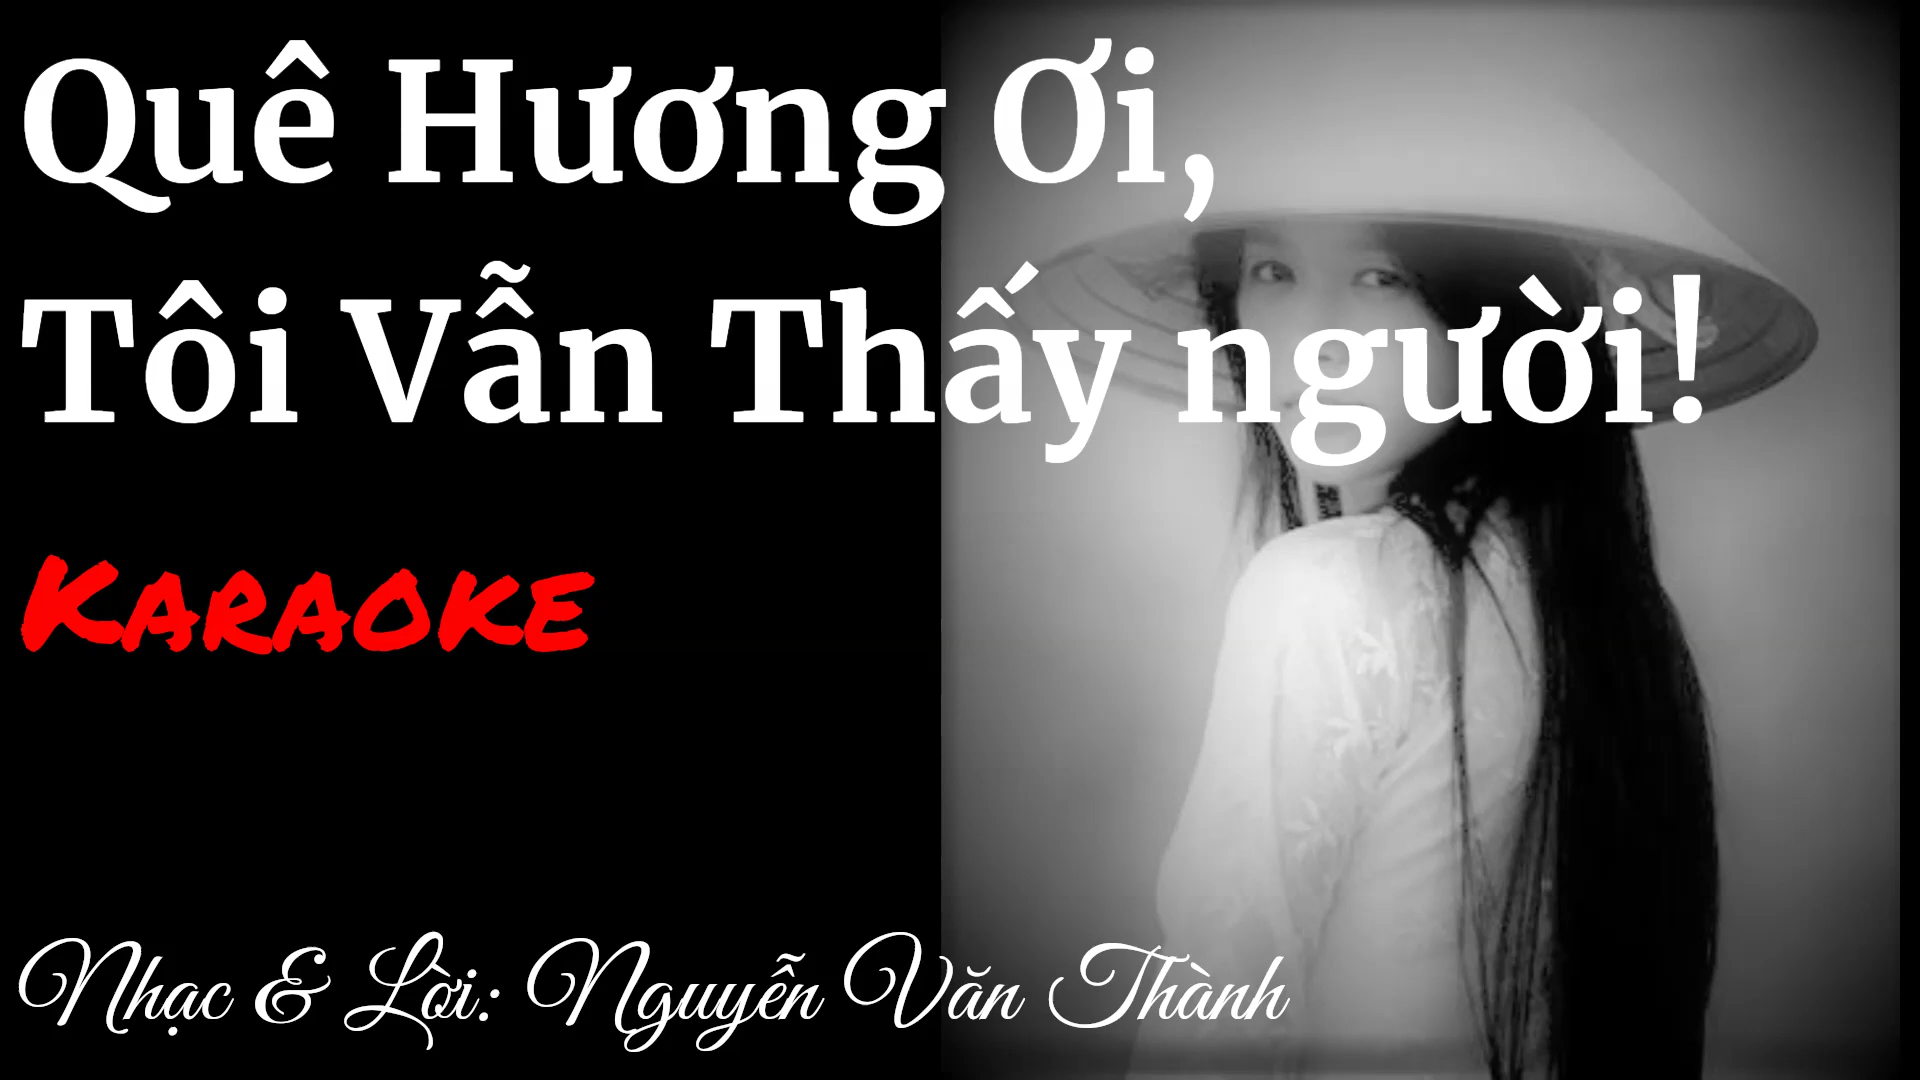 Quê Hương Ơi,
Tôi Vẫn Thấy người!
KARAOKE
Nhạc & Lời: Nguyễn Văn Thành